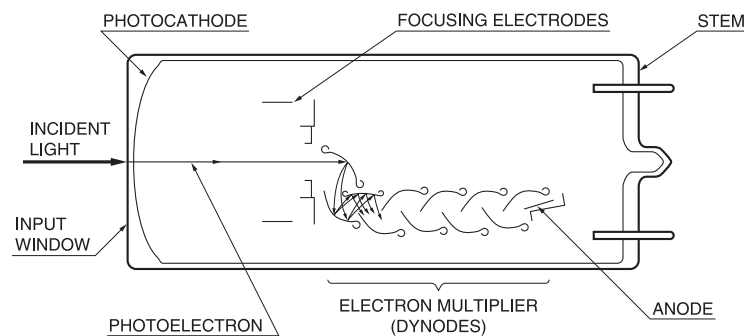 PHOTOCATHODE
FOCUSING ELECTRODES
STEM
INCIDENT
LIGHT
INPUT
WINDOW
PHOTOELECTRON
ELECTRON MULTIPLIER
(DYNODES)
ANODE